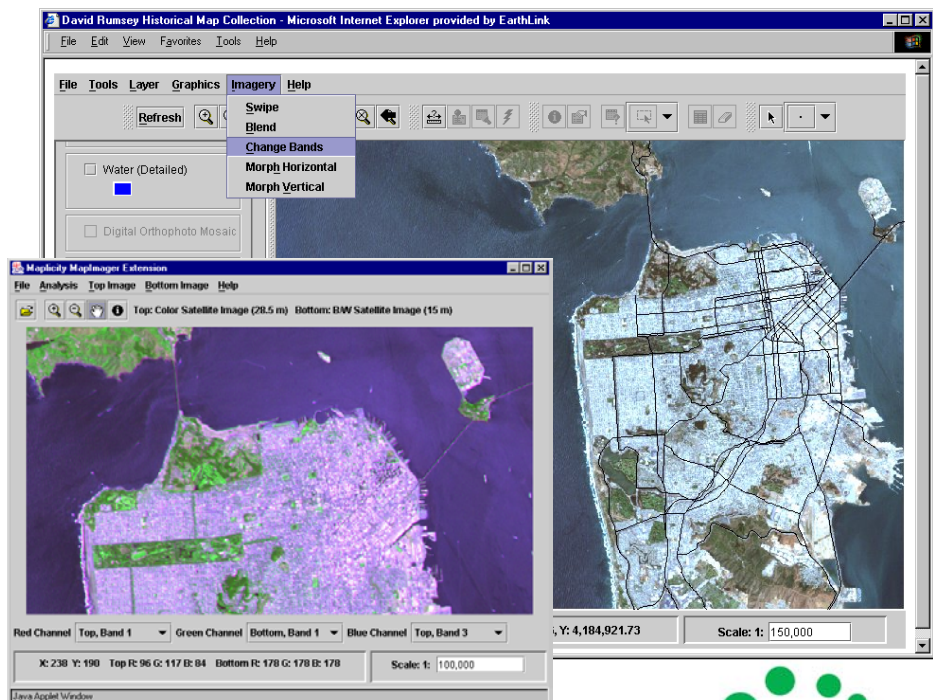 David Rumsey Historical Map Collection - Microsoft Internet Explorer provided by EarthLink
File Edit View Favorites Tools Help
File Tools Layer Graphics Imagery Help
Refresh
Swipe
Blend
Change Bands
Morph Horizontal
Morph Vertical
Water (Detailed)
Digital Orthophoto Mosaic
Maplicity MapImager Extension
File Analysis Top Image Bottom Image Help
Top: Color Satellite Image (28.5 m) Bottom: B/W Satellite Image (15 m)
Red Channel Top, Band 1 Green Channel Bottom, Band 1 Blue Channel Top, Band 3
X: 238 Y: 190 Top R: 96 G: 117 B: 84 Bottom R: 178 G: 178 B: 178 Scale: 1: 100,000
Java Applet Window
, Y: 4,184,921.73 Scale: 1: 150,000